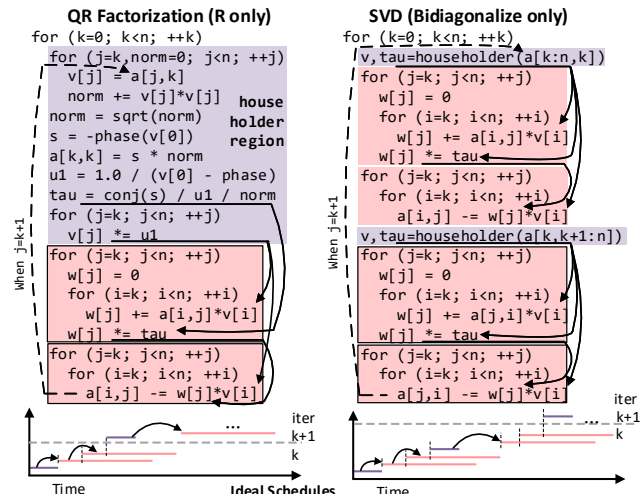 QR Factorization (R only)
for (k=0; k<n; ++k)
for (j=k,norm=0; j<n; ++j)
v[j] = a[j,k]
norm += v[j]*v[j]
norm = sqrt(norm)
s = -phase(v[0])
a[k,k] = s * norm
u1 = 1.0 / (v[0] - phase)
tau = conj(s) / u1 / norm
for (j=k; j<n; ++j)
v[j] *= u1
house
holder
region
for (j=k; j<n; ++j)
w[j] = 0
for (i=k; i<n; ++i)
w[j] += a[i,j]*v[i]
w[j] *= tau
for (j=k; j<n; ++j)
for (i=k; i<n; ++i)
a[i,j] -= w[j]*v[i]
When j=k+1
SVD (Bidiagonalize only)
for (k=0; k<n; ++k)
v,tau=householder(a[k:n,k])
for (j=k; j<n; ++j)
w[j] = 0
for (i=k; i<n; ++i)
w[j] += a[i,j]*v[i]
w[j] *= tau
for (j=k; j<n; ++j)
for (i=k; i<n; ++i)
a[i,j] -= w[j]*v[i]
v,tau=householder(a[k,k+1:n])
for (j=k; j<n; ++j)
w[j] = 0
for (i=k; i<n; ++i)
w[j] += a[j,i]*v[i]
w[j] *= tau
for (j=k; j<n; ++j)
for (i=k; i<n; ++i)
a[j,i] -= w[j]*v[i]
When j=k+1
...
iter
k+1
k
Time
Ideal Schedules
...
iter
k+1
k
Time